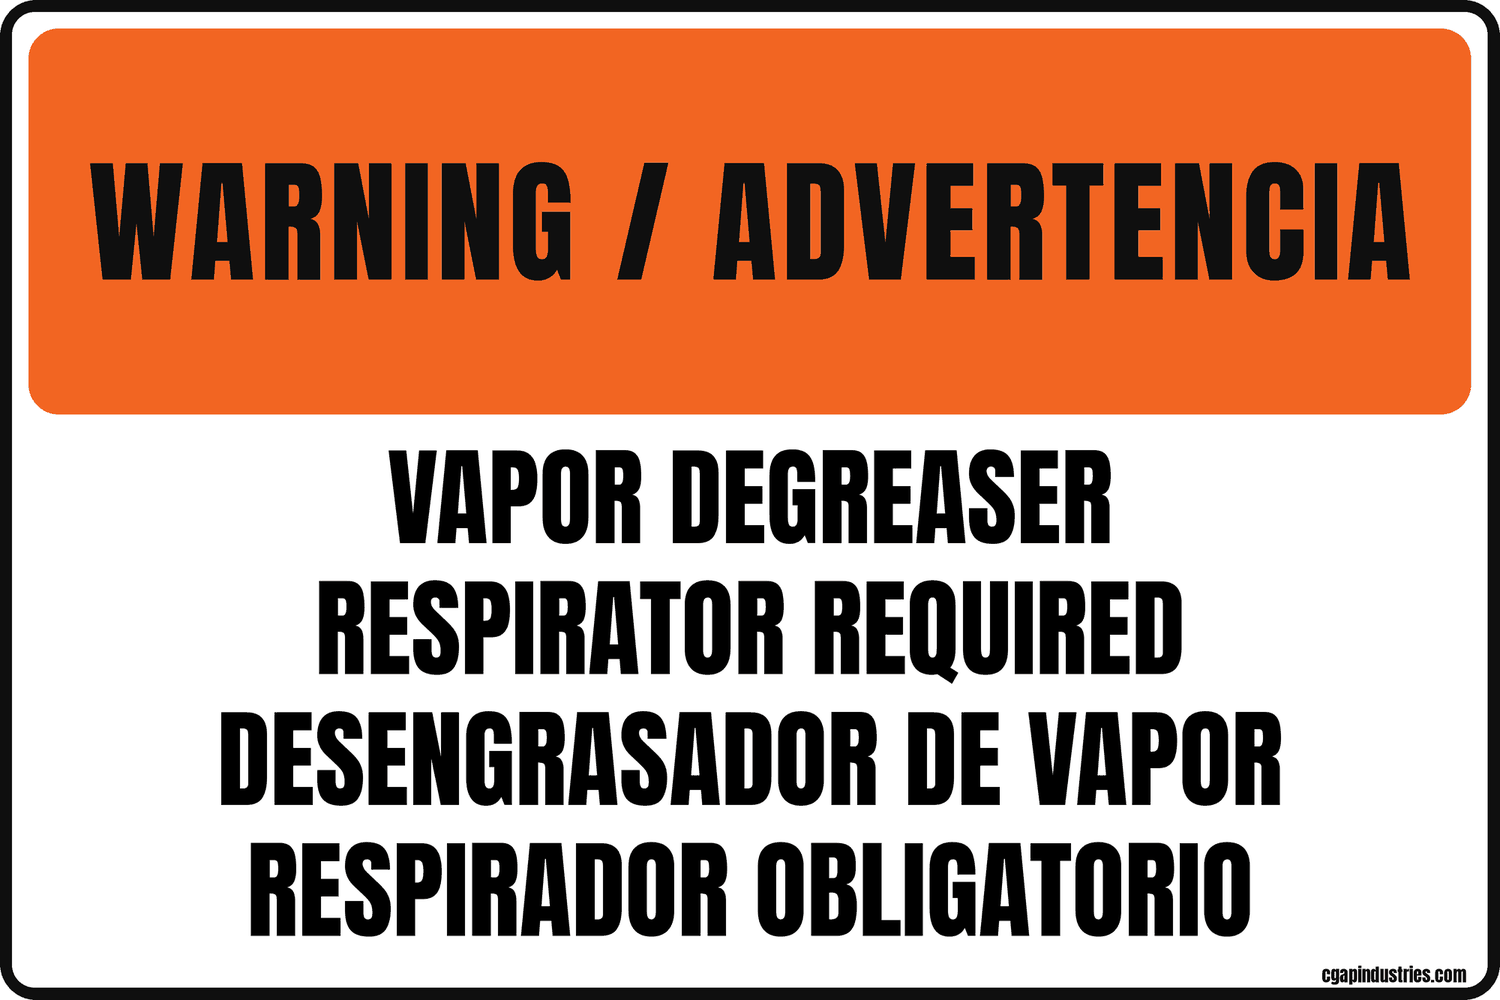 WARNING / ADVERTENCIA
VAPOR DEGREASER
RESPIRATOR REQUIRED
DESENGRASADOR DE VAPOR
RESPIRADOR OBLIGATORIO
cgapindustries.com